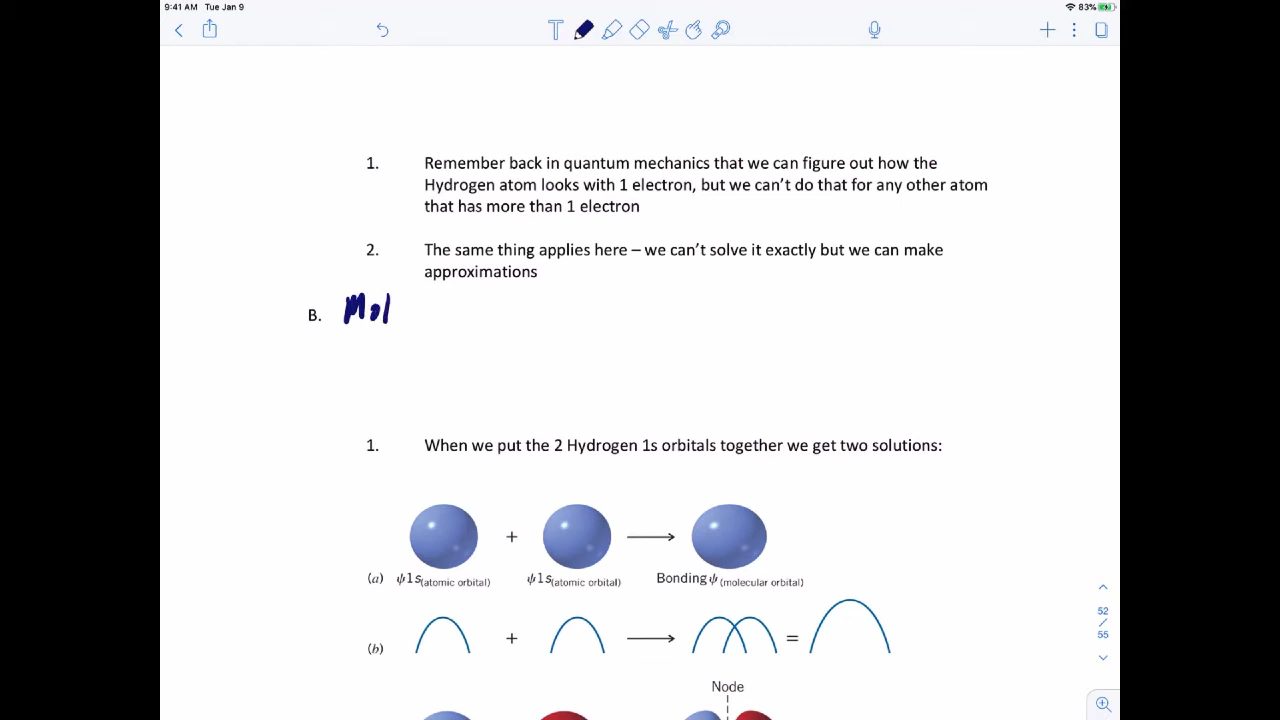 9:41 AM Tue Jan 9
83%
1. Remember back in quantum mechanics that we can figure out how the
Hydrogen atom looks with 1 electron, but we can’t do that for any other atom
that has more than 1 electron
2. The same thing applies here – we can’t solve it exactly but we can make
approximations
B. Mol
1. When we put the 2 Hydrogen 1s orbitals together we get two solutions:
+
(a) ψ1s(atomic orbital) ψ1s(atomic orbital) Bonding ψ(molecular orbital)
(b) + =
52
/
55
Node